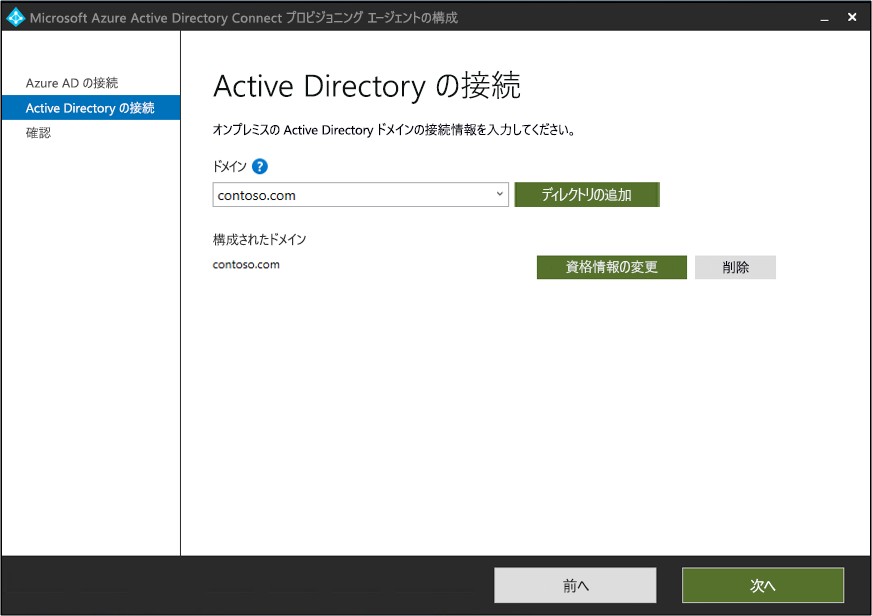 Microsoft Azure Active Directory Connect プロビジョニング エージェントの構成
Azure AD の接続
Active Directory の接続
確認
Active Directory の接続
オンプレミスの Active Directory ドメインの接続情報を入力してください。
ドメイン ?
contoso.com
ディレクトリの追加
構成されたドメイン
contoso.com
資格情報の変更
削除
前へ
次へ